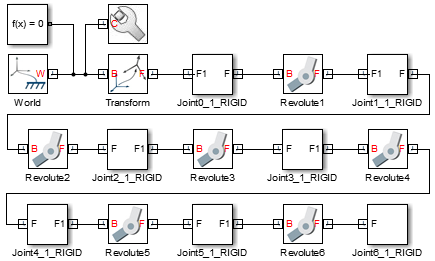 f(x) = 0
C
W
B F
F1
B F
F1 F
World
Transform
Joint0_1_RIGID
Revolute1
Joint1_1_RIGID
B F
F F1
B F
F F1
B F
Revolute2
Joint2_1_RIGID
Revolute3
Joint3_1_RIGID
Revolute4
F F1
B F
F F1
B F
F
Joint4_1_RIGID
Revolute5
Joint5_1_RIGID
Revolute6
Joint6_1_RIGID